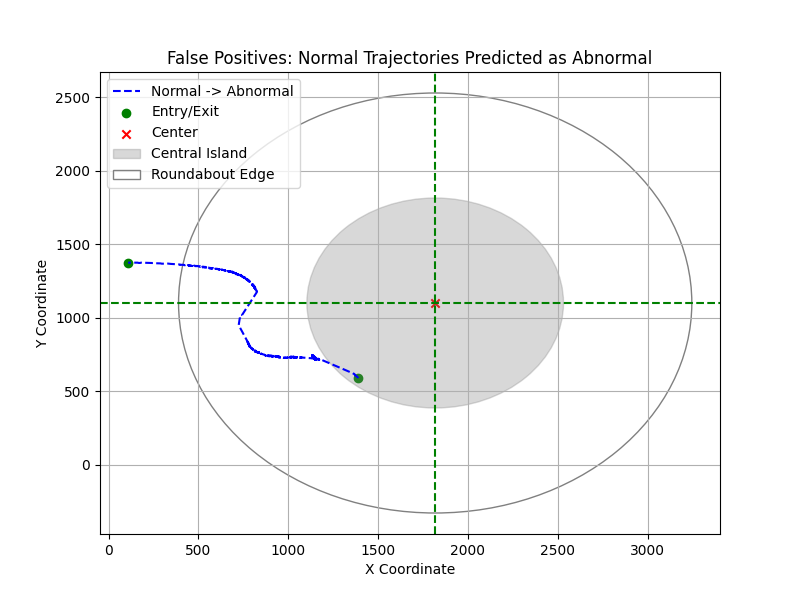 False Positives: Normal Trajectories Predicted as Abnormal
Normal -> Abnormal
Entry/Exit
Center
Central Island
Roundabout Edge
2500
2000
1500
1000
500
0
Y Coordinate
0 500 1000 1500 2000 2500 3000
X Coordinate